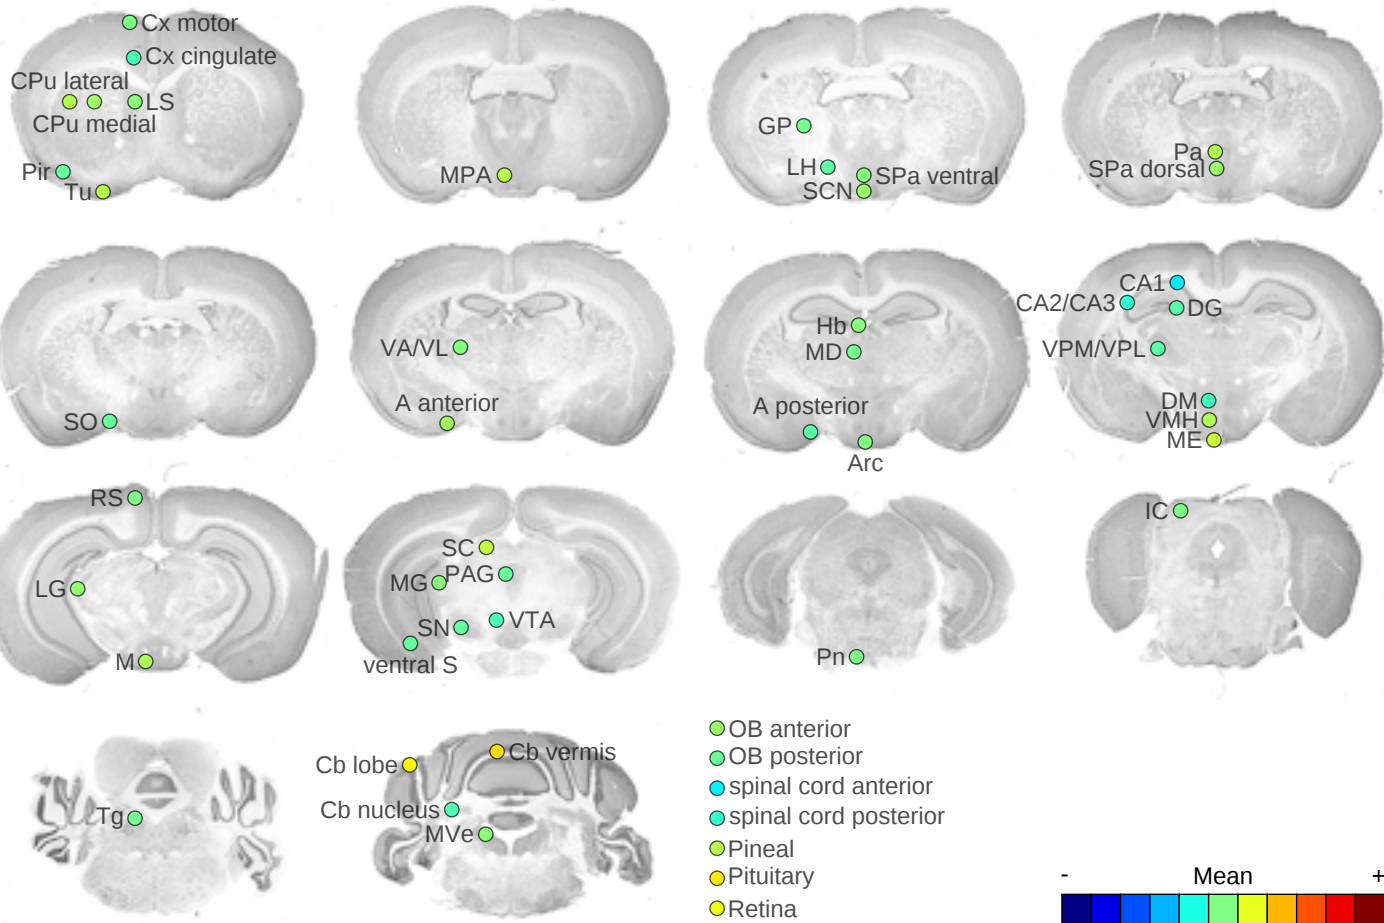 Cx motor
Cx cingulate
CPu lateral
LS
CPu medial
Pir
Tu
MPA
GP
LH
SPa ventral
SCN
Pa
SPa dorsal
SO
VA/VL
A anterior
Hb
MD
A posterior
Arc
CA1
CA2/CA3
DG
VPM/VPL
DM
VMH
ME
RS
LG
M
SC
MG
PAG
SN
VTA
ventral S
Pn
IC
Tg
Cb lobe
Cb vermis
Cb nucleus
MVe
OB anterior
OB posterior
spinal cord anterior
spinal cord posterior
Pineal
Pituitary
Retina
- Mean +